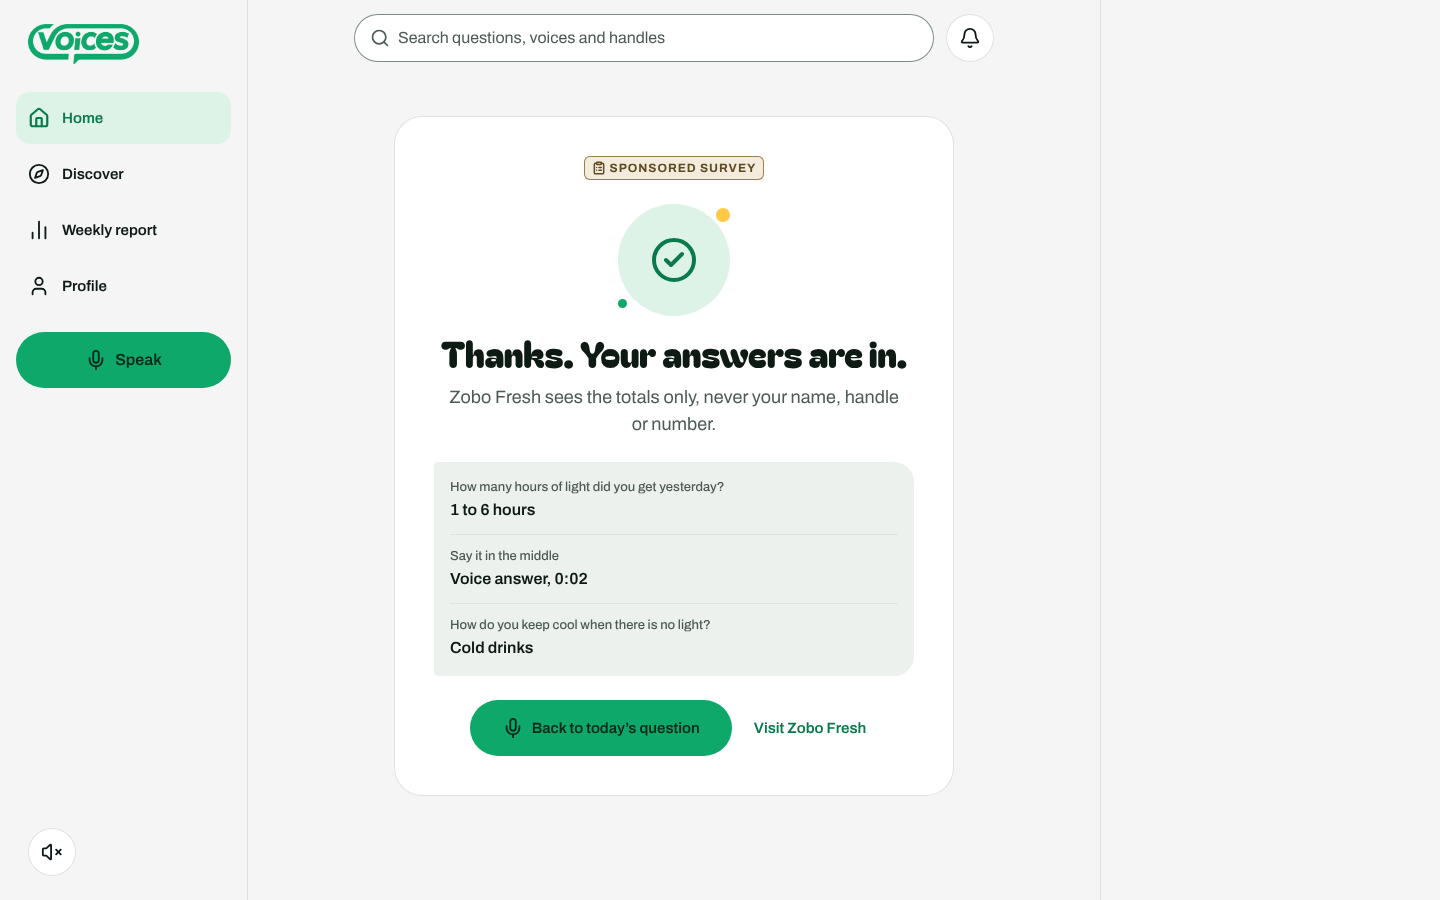 Voices
Search questions, voices and handles
Home
Discover
Weekly report
Profile
Speak
SPONSORED SURVEY
Thanks. Your answers are in.
Zobo Fresh sees the totals only, never your name, handle
or number.
How many hours of light did you get yesterday?
1 to 6 hours
Say it in the middle
Voice answer, 0:02
How do you keep cool when there is no light?
Cold drinks
Back to today’s question
Visit Zobo Fresh